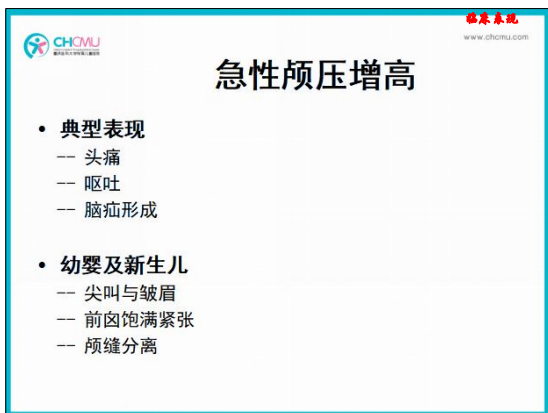 临床表现
CHCMU
www.chcmu.com
急性颅压增高
• 典型表现
-- 头痛
-- 呕吐
-- 脑疝形成
• 幼婴及新生儿
-- 尖叫与皱眉
-- 前囟饱满紧张
-- 颅缝分离